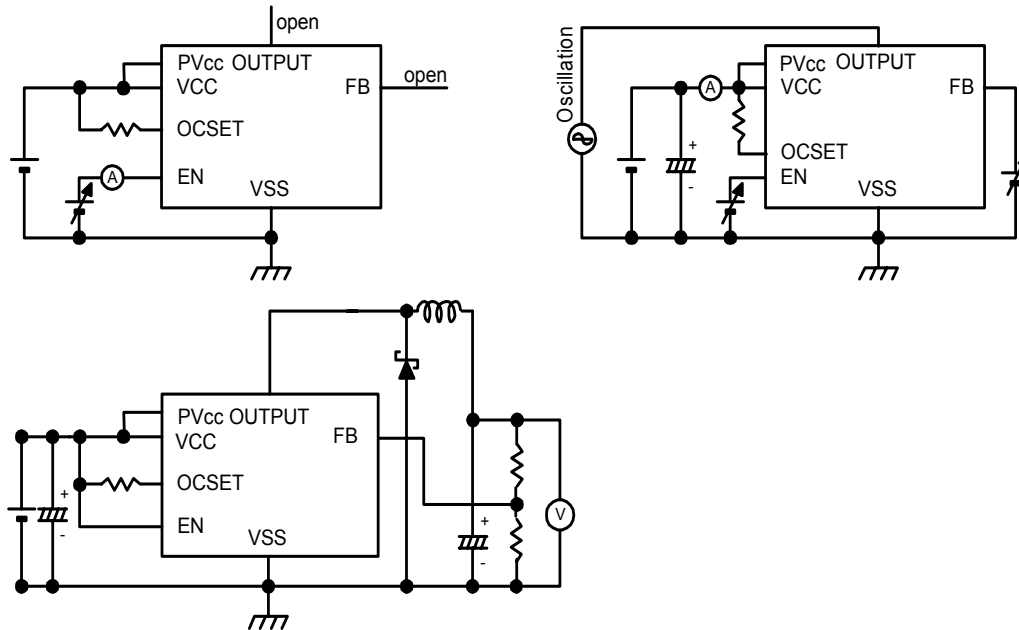 open
PVcc OUTPUT
VCC
FB
open
OCSET
EN
A
VSS
Oscillation
PVcc OUTPUT
A
VCC
FB
+
OCSET
-
EN
VSS
PVcc OUTPUT
VCC
FB
+
OCSET
-
EN
VSS
+
-
V